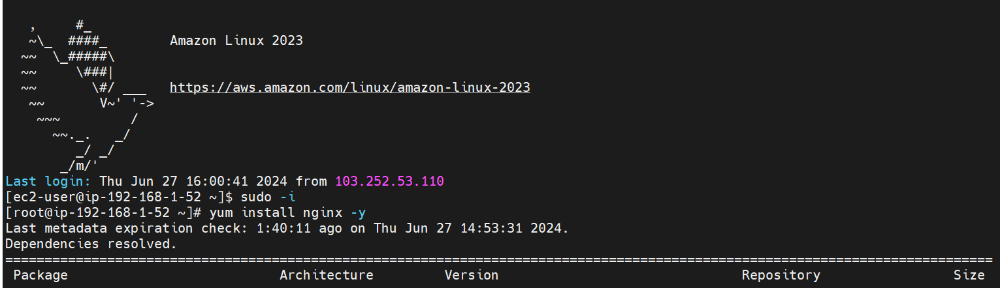 ,     #_
   ~\_  ####_        Amazon Linux 2023
  ~~  \_#####\
  ~~     \###|
  ~~       \#/ ___   https://aws.amazon.com/linux/amazon-linux-2023
   ~~       V~' '->
    ~~~         /
      ~~._.   _/
         _/ _/
       _/m/'
Last login: Thu Jun 27 16:00:41 2024 from 103.252.53.110
[ec2-user@ip-192-168-1-52 ~]$ sudo -i
[root@ip-192-168-1-52 ~]# yum install nginx -y
Last metadata expiration check: 1:40:11 ago on Thu Jun 27 14:53:31 2024.
Dependencies resolved.
==============================================================================================================================
 Package                           Architecture         Version                               Repository                 Size